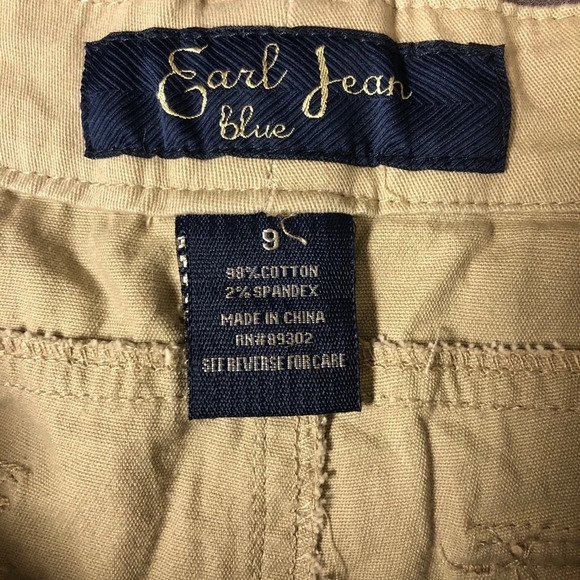 Earl Jean
blue
9
98% COTTON
2% SPANDEX
MADE IN CHINA
RN#89302
SEE REVERSE FOR CARE